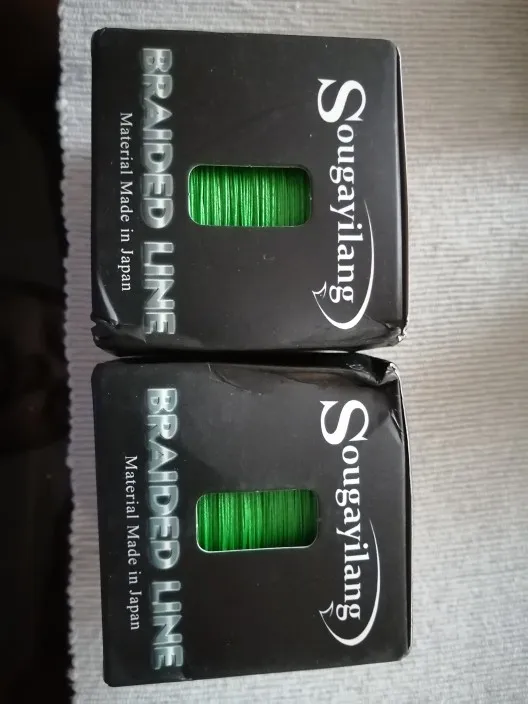 Sougayilang
BRAIDED LINE
Material Made in Japan
Sougayilang
BRAIDED LINE
Material Made in Japan